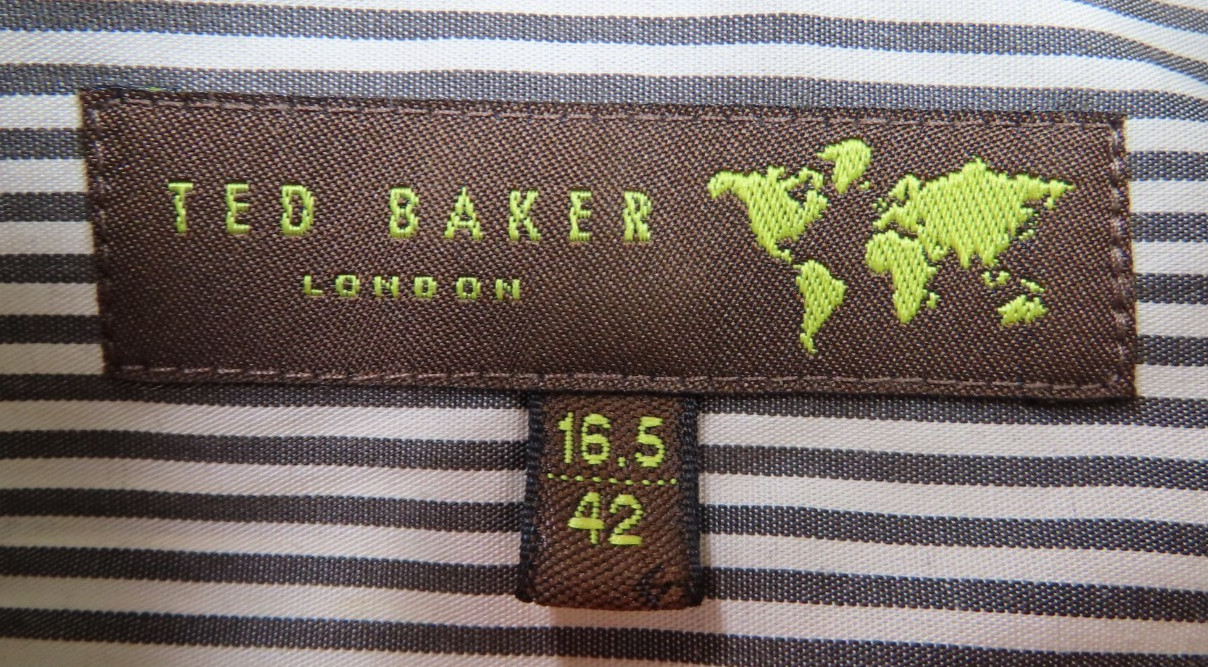 TED BAKER
LONDON
16.5
42